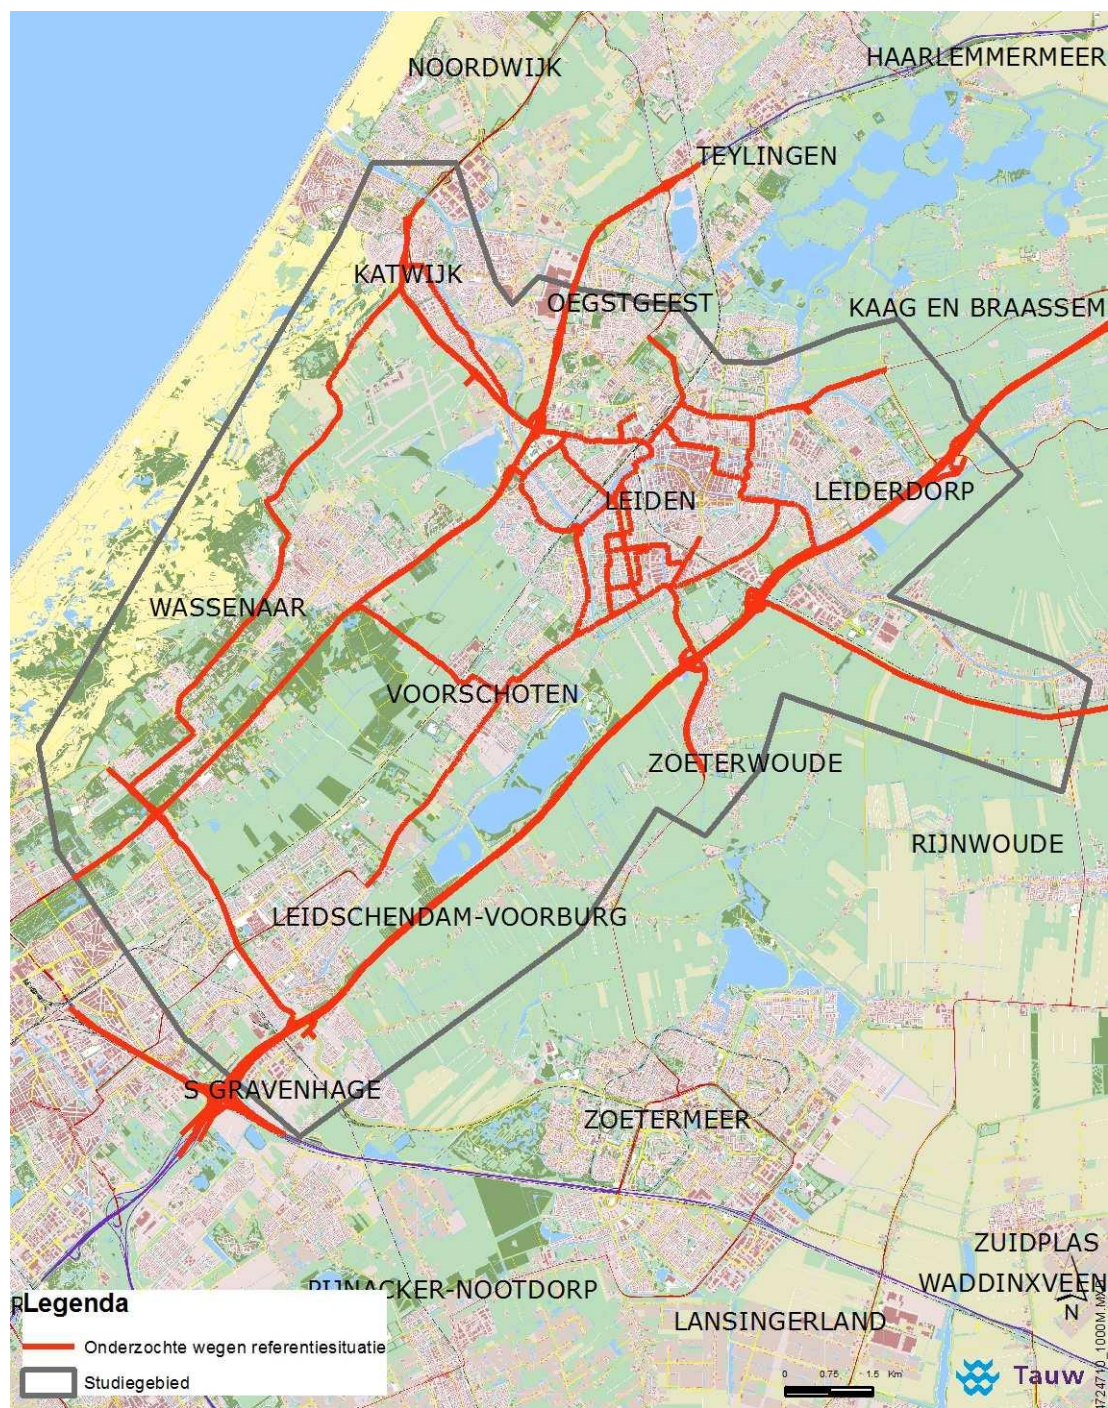 NOORDWIJK
HAARLEMMERMEER
TEYLINGEN
KATWIJK
OEGSTGEEST
KAAG EN BRAASSEM
LEIDEN
LEIDERDORP
WASSENAAR
VOORSCHOTEN
ZOETERWOUDE
RIJNWOUDE
LEIDSCHENDAM-VOORBURG
S GRAVENHAGE
ZOETERMEER
ZUIDPLAS
WADDINXVEEN
PIJNACKER-NOOTDORP
LANSINGERLAND
R
Legenda
Onderzochte wegen referentiesituatie
Studiegebied
N
0 0.75 1.5 Km
Tauw